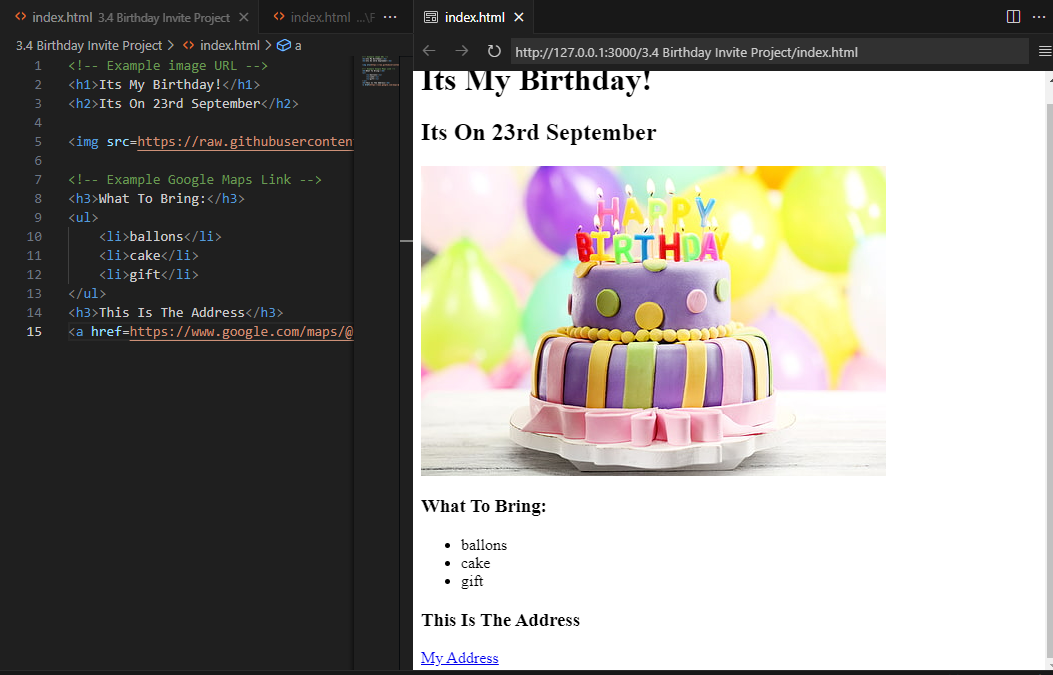 index.html 3.4 Birthday Invite Project
index.html ...\F
3.4 Birthday Invite Project > index.html > a
1 <!-- Example image URL -->
2 <h1>Its My Birthday!</h1>
3 <h2>Its On 23rd September</h2>
4
5 <img src=https://raw.githubuserconten
6
7 <!-- Example Google Maps Link -->
8 <h3>What To Bring:</h3>
9 <ul>
10 <li>ballons</li>
11 <li>cake</li>
12 <li>gift</li>
13 </ul>
14 <h3>This Is The Address</h3>
15 <a href=https://www.google.com/maps/@
index.html
http://127.0.0.1:3000/3.4 Birthday Invite Project/index.html
Its My Birthday!
Its On 23rd September
HAPPY
BIRTHDAY
What To Bring:
• ballons
• cake
• gift
This Is The Address
My Address